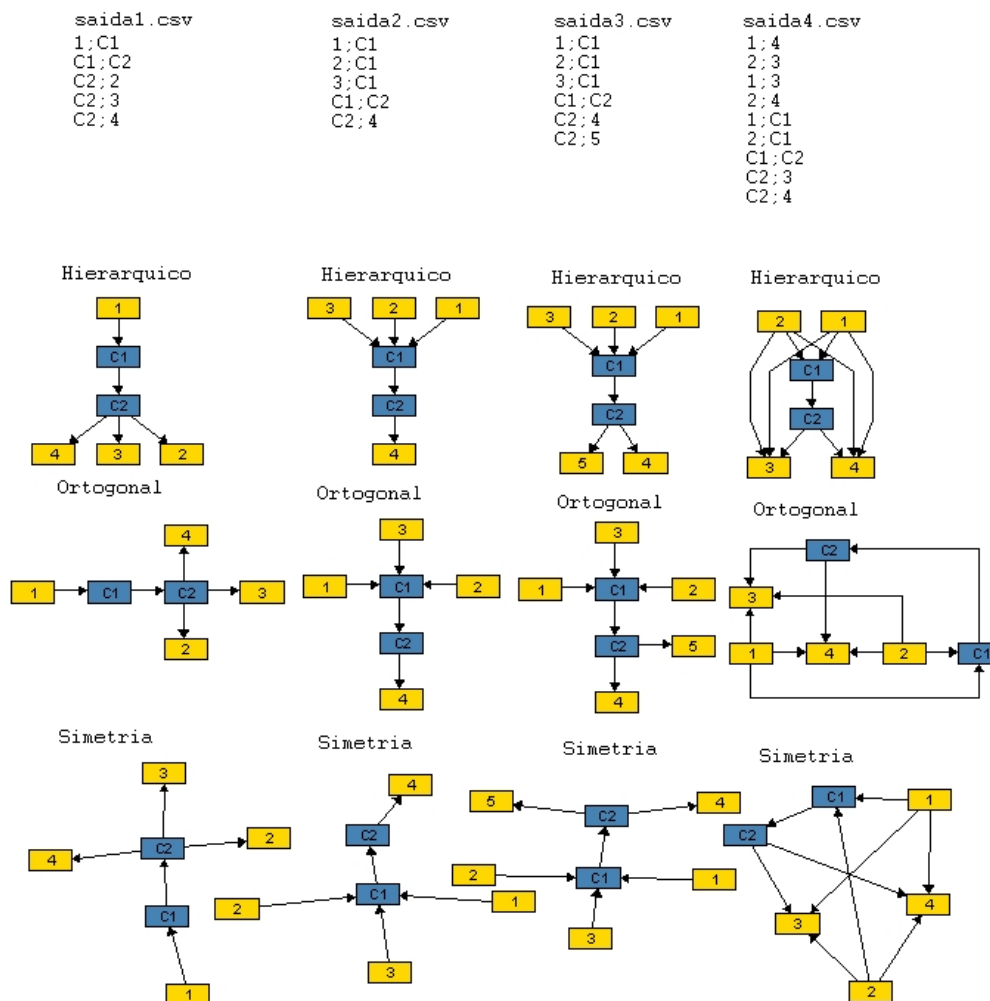 saida1.csv
1;C1
C1;C2
C2;2
C2;3
C2;4
saida2.csv
1;C1
2;C1
3;C1
C1;C2
C2;4
saida3.csv
1;C1
2;C1
3;C1
C1;C2
C2;4
C2;5
saida4.csv
1;4
2;3
1;3
2;4
1;C1
2;C1
C1;C2
C2;3
C2;4
Hierarquico
1
C1
C2
4 3 2
Hierarquico
3 2 1
C1
C2
4
Hierarquico
3 2 1
C1
C2
5 4
Hierarquico
2 1
C1
C2
3 4
Ortogonal
4
1 C1 C2 3
2
Ortogonal
3
1 C1 2
C2
4
Ortogonal
3
1 C1 2
C2 5
4
Ortogonal
C2
3
1 4 2 C1
Simetria
3
C2 2
4
C1
1
Simetria
4
C2
C1 1
2
3
Simetria
5 4
C2
2 C1 1
3
Simetria
C1 1
C2
4
3
2